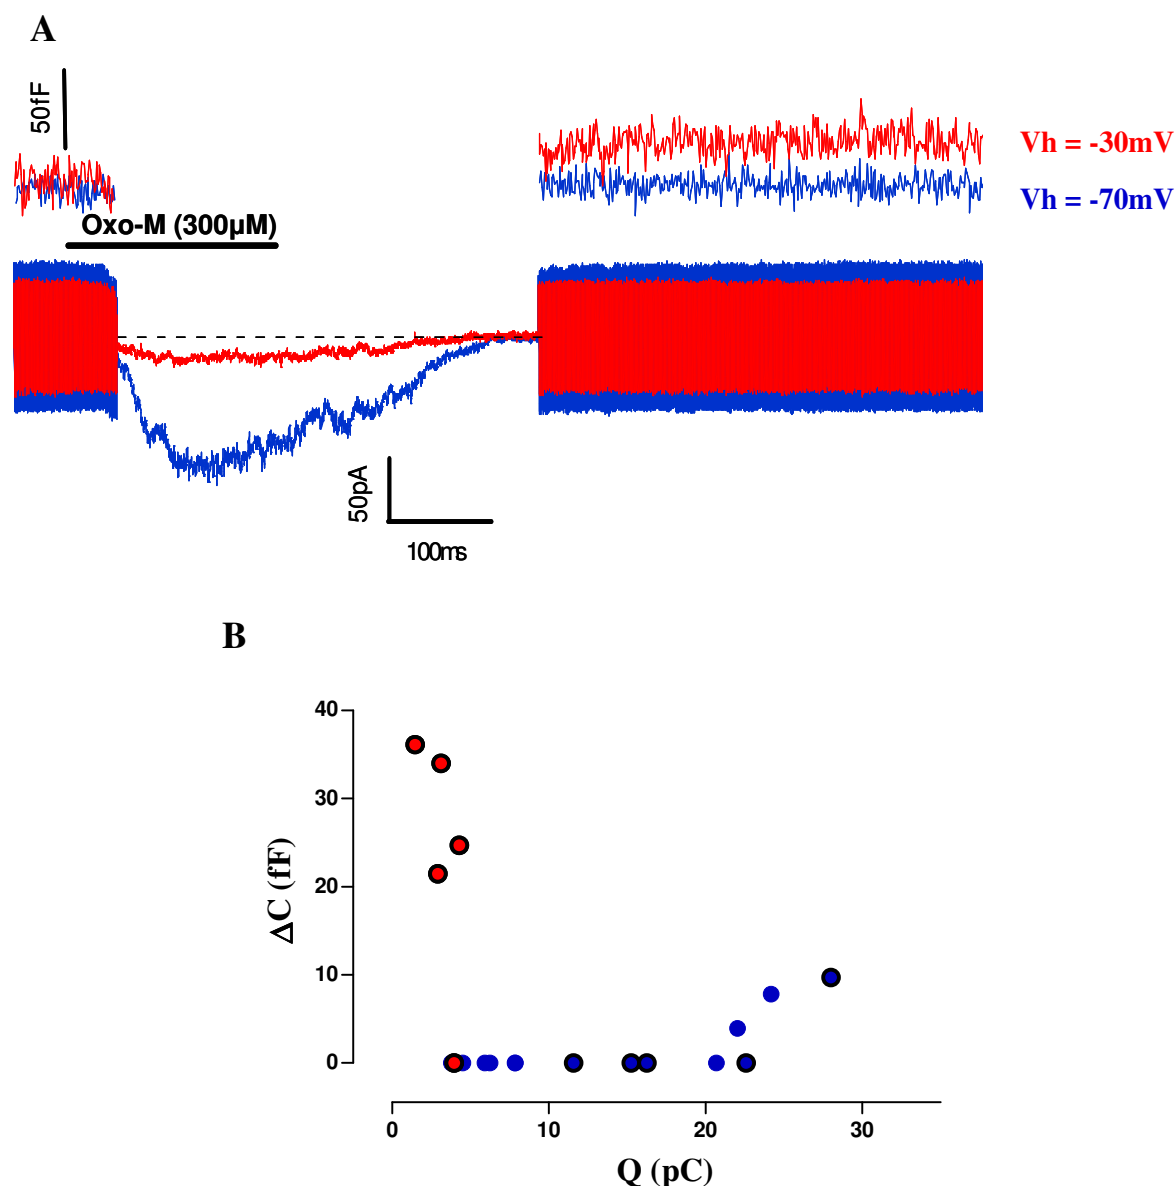 A
50fF
Vh = -30mV
Vh = -70mV
Oxo-M (300µM)
50pA
100ms
B
40
30
20
10
0
ΔC (fF)
0 10 20 30
Q (pC)